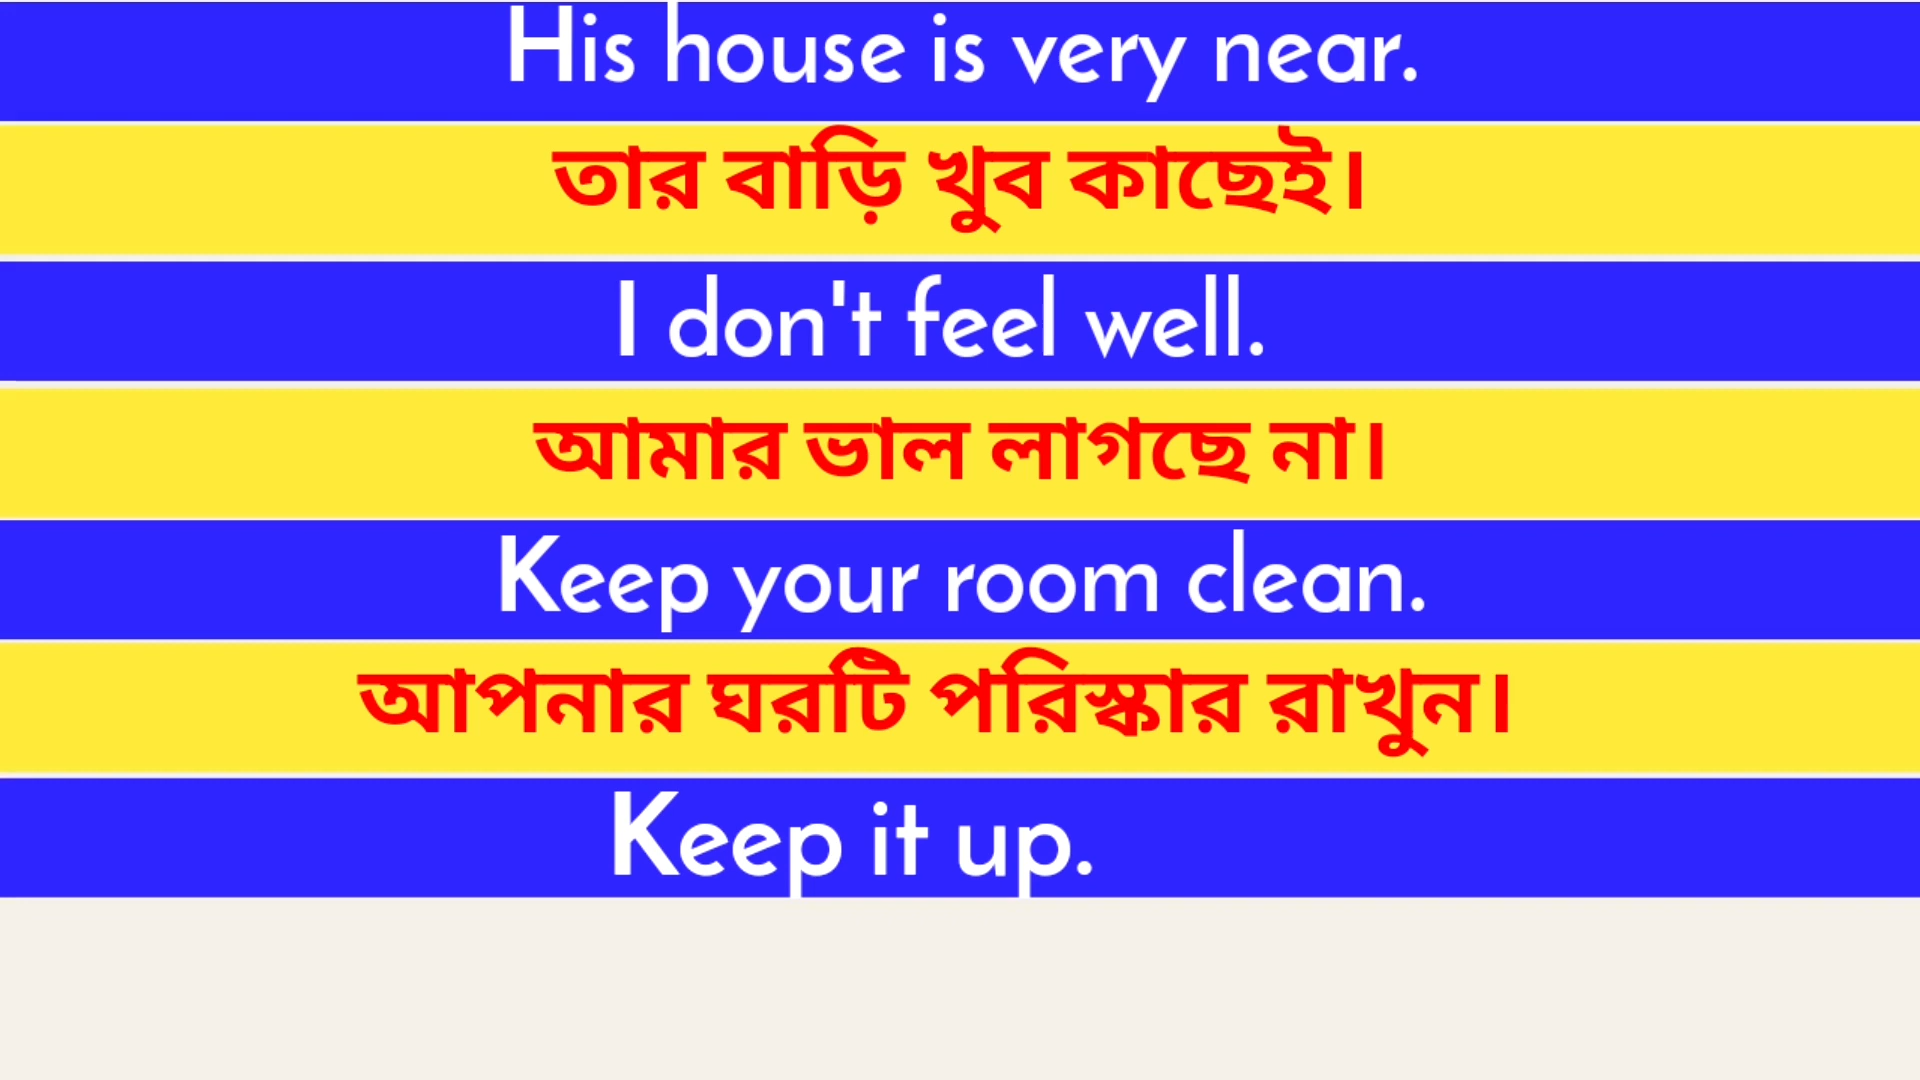 His house is very near.
তার বাড়ি খুব কাছেই।
I don't feel well.
আমার ভাল লাগছে না।
Keep your room clean.
আপনার ঘরটি পরিস্কার রাখুন।
Keep it up.